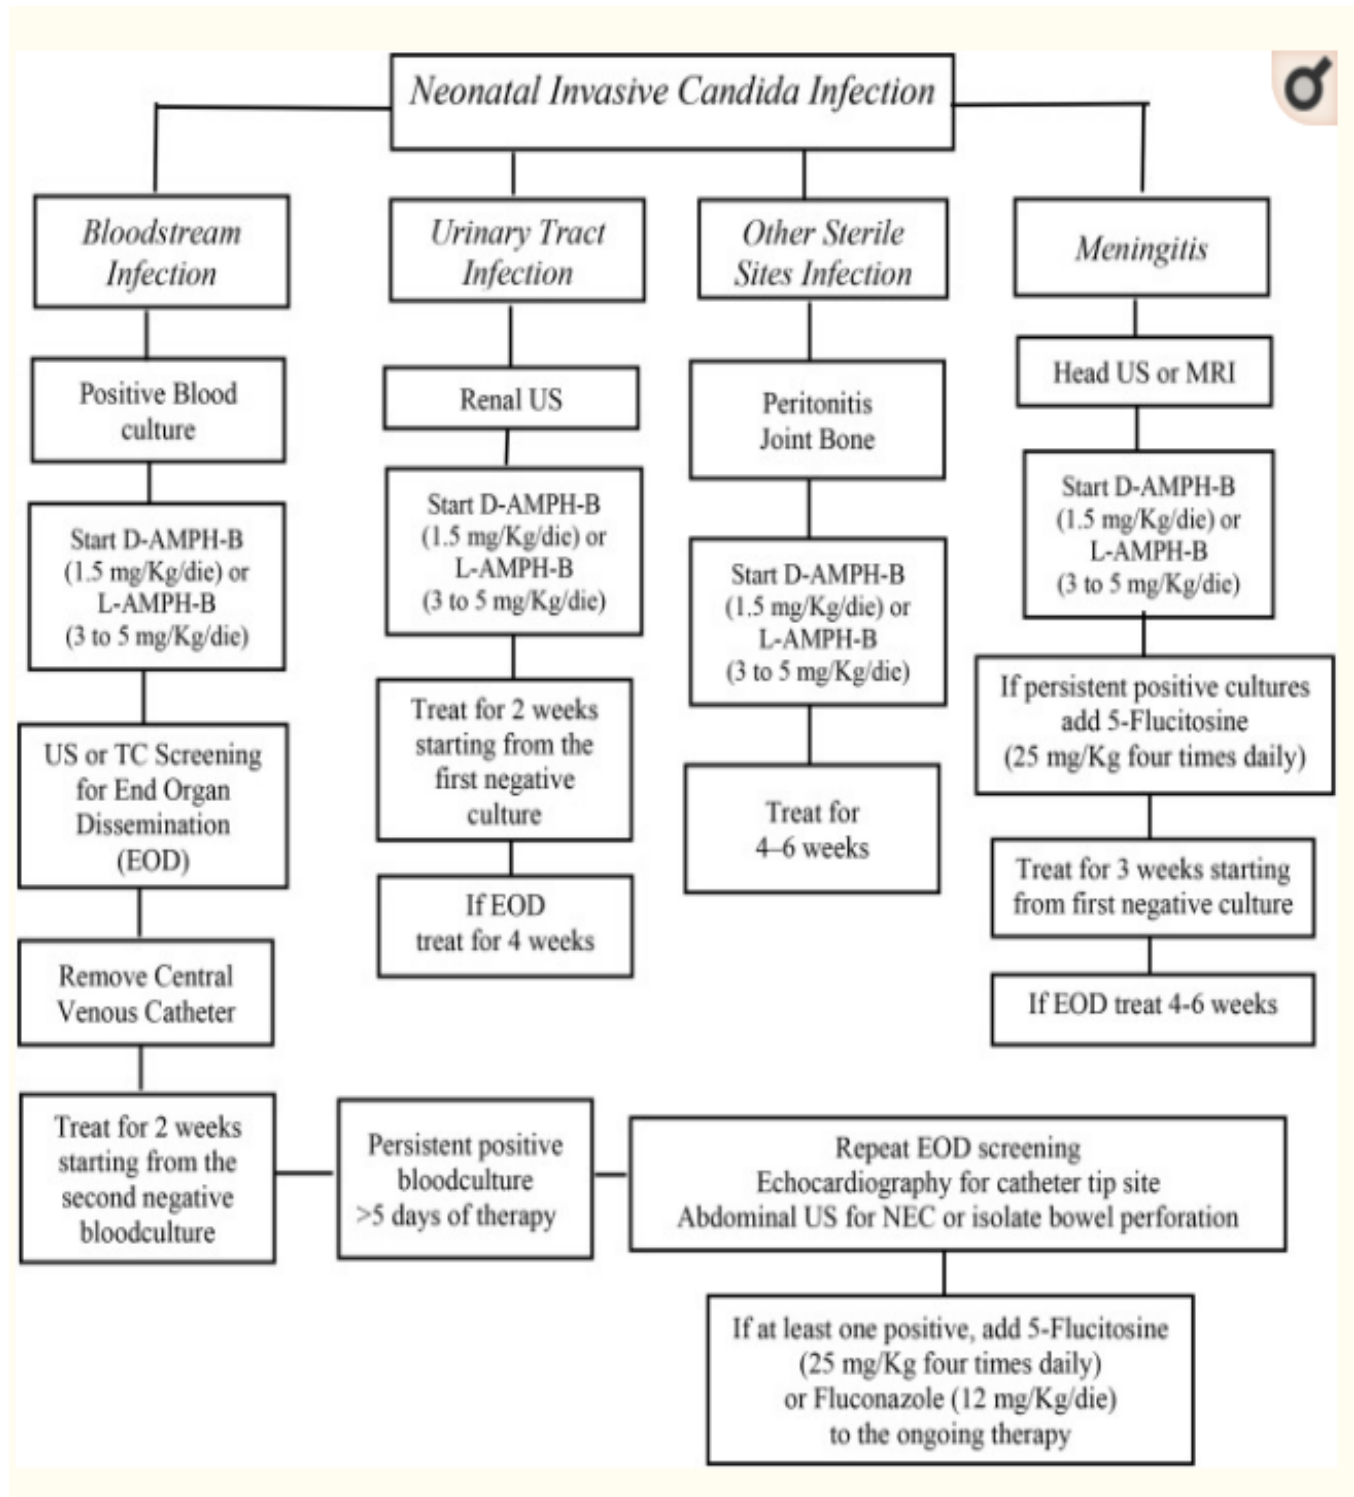 Neonatal Invasive Candida Infection
Bloodstream
Infection
Positive Blood
culture
Start D-AMPH-B
(1.5 mg/Kg/die) or
L-AMPH-B
(3 to 5 mg/Kg/die)
US or TC Screening
for End Organ
Dissemination
(EOD)
Remove Central
Venous Catheter
Treat for 2 weeks
starting from the
second negative
bloodculture
Persistent positive
bloodculture
>5 days of therapy
Repeat EOD screening
Echocardiography for catheter tip site
Abdominal US for NEC or isolate bowel perforation
If at least one positive, add 5-Flucitosine
(25 mg/Kg four times daily)
or Fluconazole (12 mg/Kg/die)
to the ongoing therapy
Urinary Tract
Infection
Renal US
Start D-AMPH-B
(1.5 mg/Kg/die) or
L-AMPH-B
(3 to 5 mg/Kg/die)
Treat for 2 weeks
starting from the
first negative
culture
If EOD
treat for 4 weeks
Other Sterile
Sites Infection
Peritonitis
Joint Bone
Start D-AMPH-B
(1.5 mg/Kg/die) or
L-AMPH-B
(3 to 5 mg/Kg/die)
Treat for
4–6 weeks
Meningitis
Head US or MRI
Start D-AMPH-B
(1.5 mg/Kg/die) or
L-AMPH-B
(3 to 5 mg/Kg/die)
If persistent positive cultures
add 5-Flucitosine
(25 mg/Kg four times daily)
Treat for 3 weeks starting
from first negative culture
If EOD treat 4-6 weeks